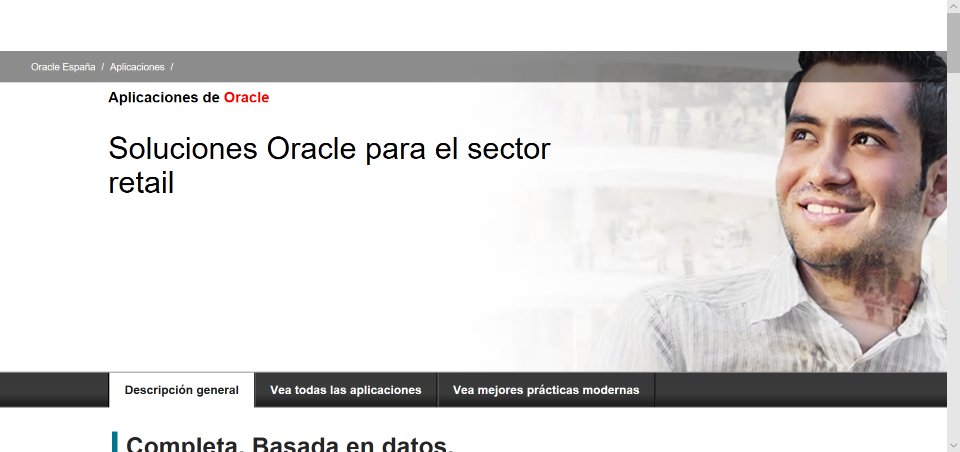 Oracle España / Aplicaciones /
Aplicaciones de Oracle
Soluciones Oracle para el sector
retail
Descripción general
Vea todas las aplicaciones
Vea mejores prácticas modernas
Completa. Basada en datos.